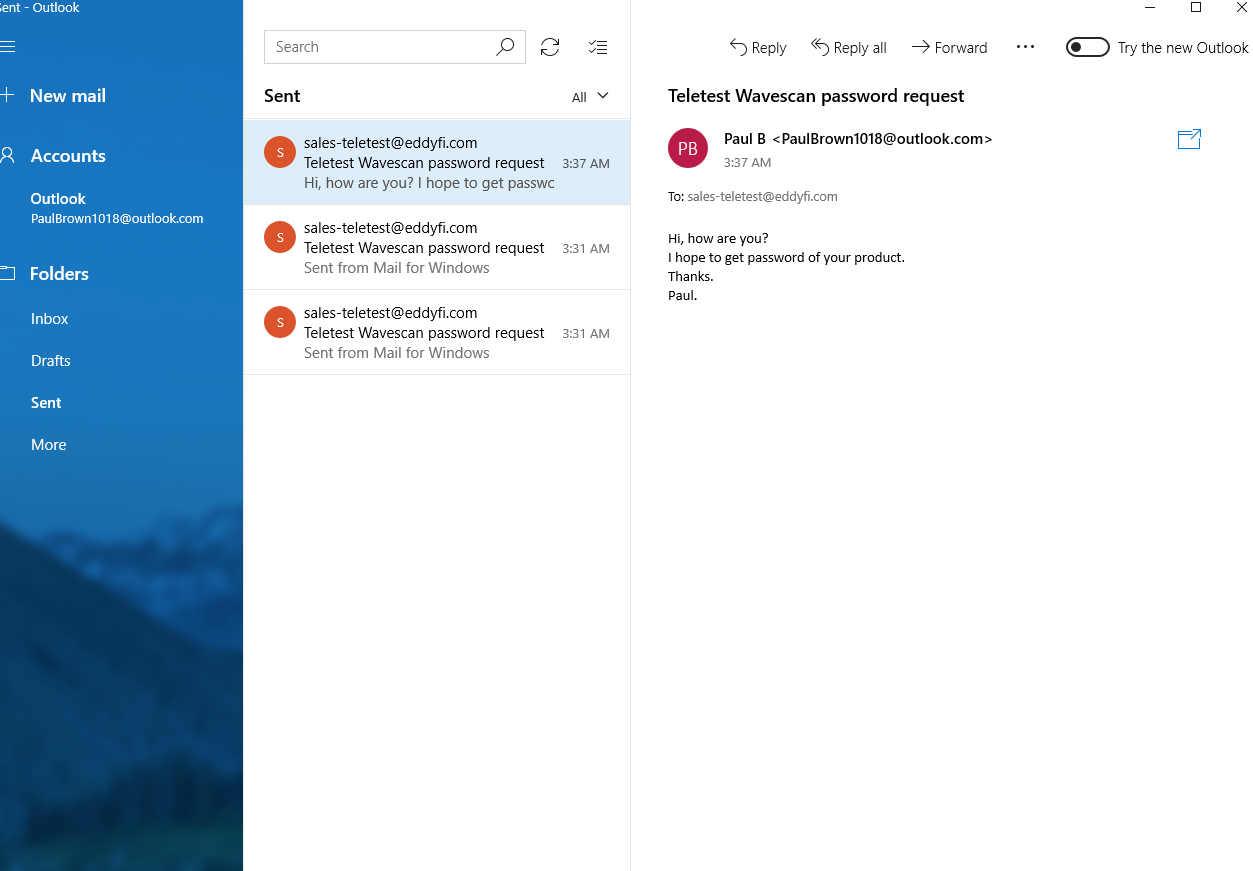 Sent - Outlook
New mail
Accounts
Outlook
PaulBrown1018@outlook.com
Folders
Inbox
Drafts
Sent
More
Search
Sent
All
S
sales-teletest@eddyfi.com
Teletest Wavescan password request 3:37 AM
Hi, how are you? I hope to get passwo
S
sales-teletest@eddyfi.com
Teletest Wavescan password request 3:31 AM
Sent from Mail for Windows
S
sales-teletest@eddyfi.com
Teletest Wavescan password request 3:31 AM
Sent from Mail for Windows
Reply Reply all Forward Try the new Outlook
Teletest Wavescan password request
PB
Paul B <PaulBrown1018@outlook.com>
3:37 AM
To: sales-teletest@eddyfi.com
Hi, how are you?
I hope to get password of your product.
Thanks.
Paul.